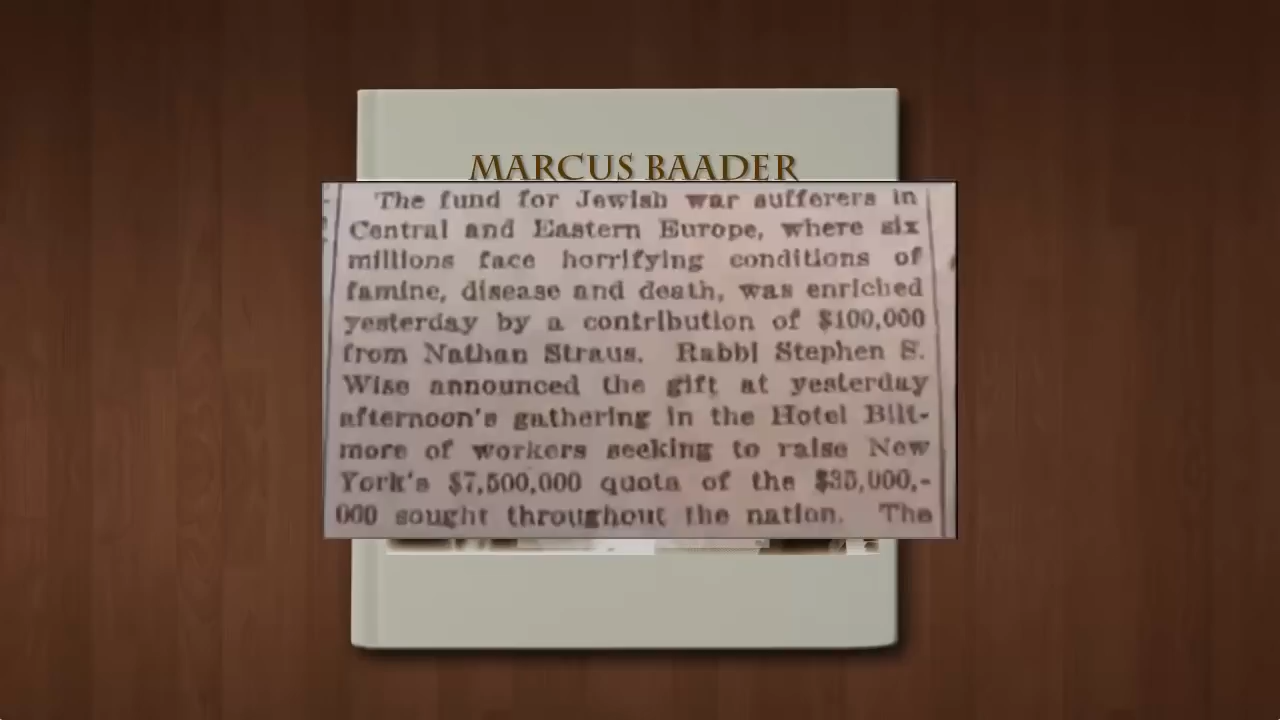 MARCUS BAADER
The fund for Jewish war sufferers in
Central and Eastern Europe, where six
millions face horrifying conditions of
famine, disease and death, was enriched
yesterday by a contribution of $100,000
from Nathan Straus. Rabbi Stephen S.
Wise announced the gift at yesterday
afternoon's gathering in the Hotel Bilt-
more of workers seeking to raise New
York's $7,500,000 quota of the $35,000,-
000 sought throughout the nation. The